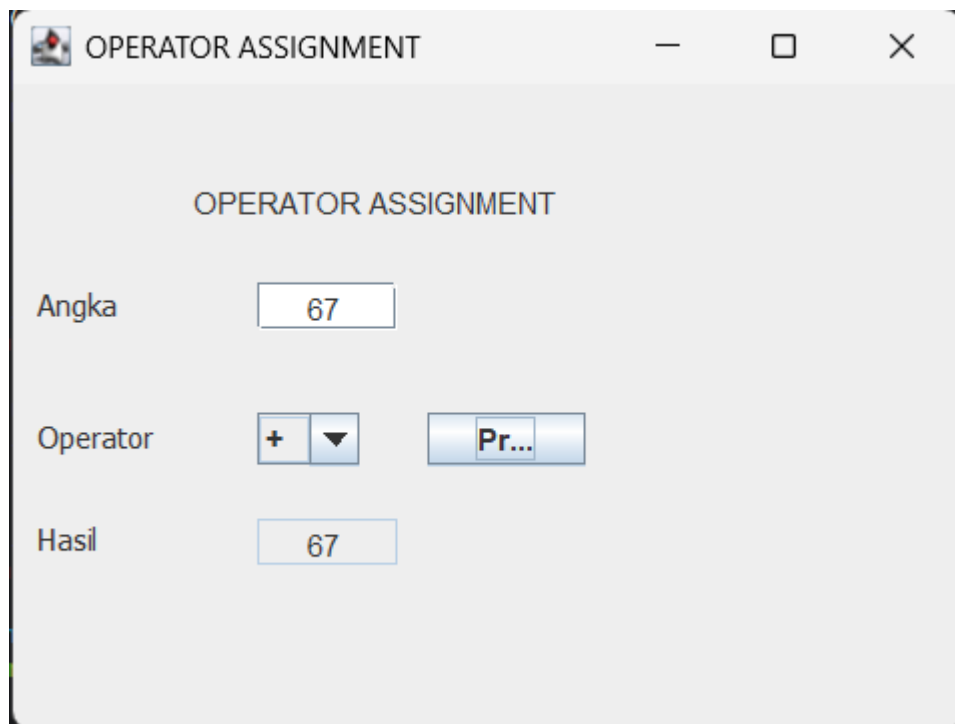 OPERATOR ASSIGNMENT
OPERATOR ASSIGNMENT
Angka 67
Operator + Pr...
Hasil 67